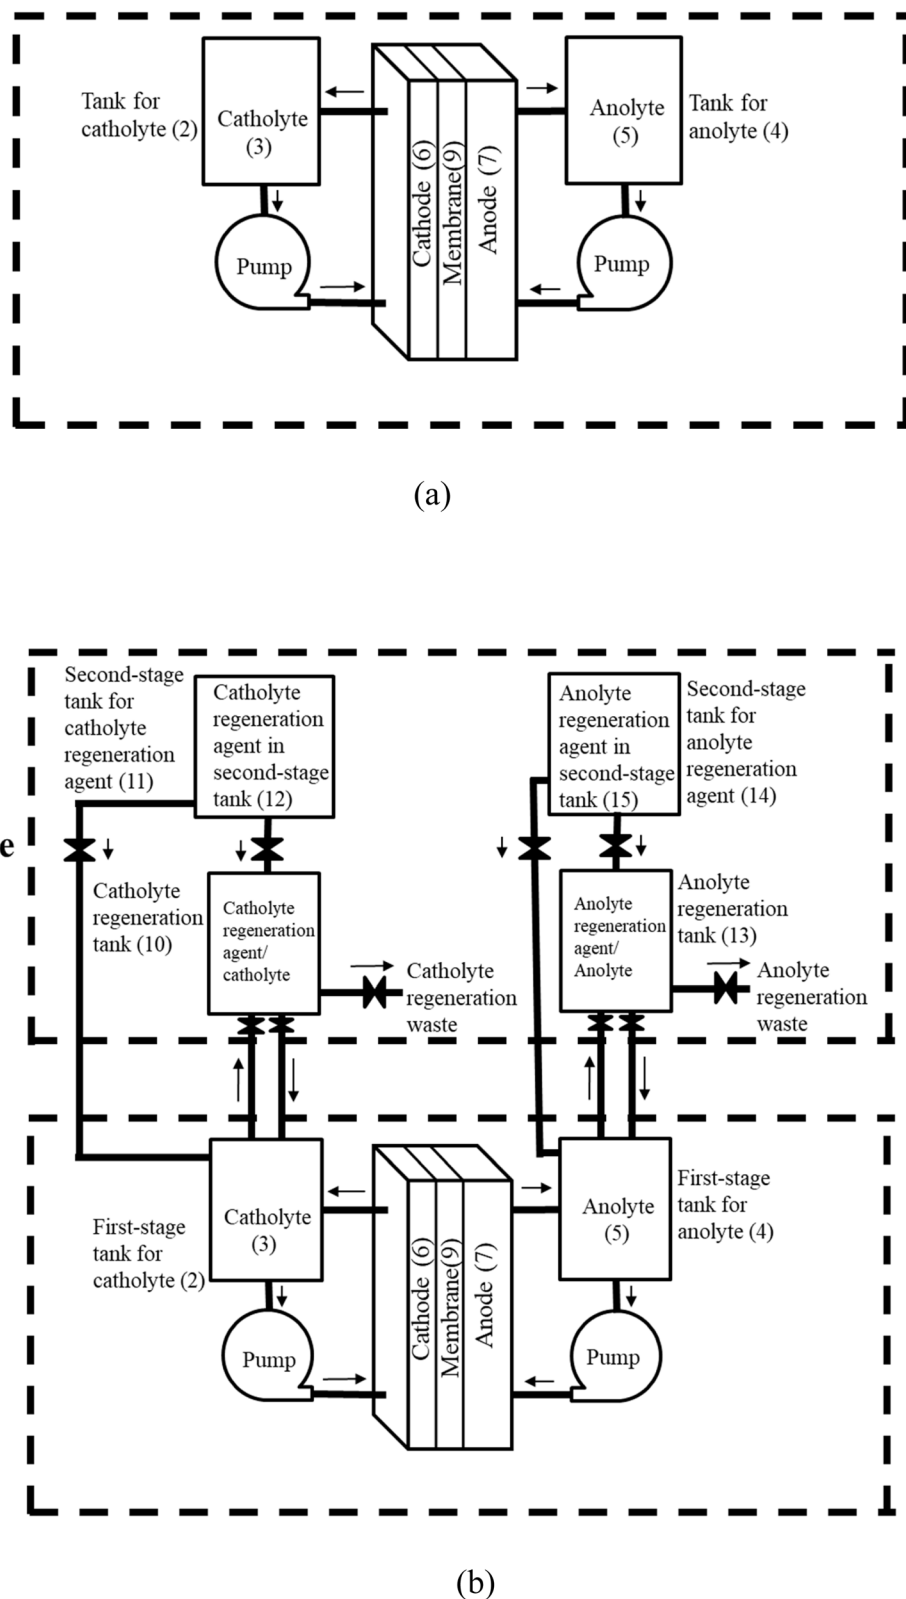 Tank for
catholyte (2)
Catholyte
(3)
Cathode (6)
Membrane(9)
Anode (7)
Anolyte
(5)
Tank for
anolyte (4)
Pump
Pump
(a)
Second-stage
tank for
catholyte
regeneration
agent (11)
Catholyte
regeneration
agent in
second-stage
tank (12)
Anolyte
regeneration
agent in
second-stage
tank (15)
Second-stage
tank for
anolyte
regeneration
agent (14)
e
Catholyte
regeneration
tank (10)
Catholyte
regeneration
agent/
catholyte
Catholyte
regeneration
waste
Anolyte
regeneration
agent/
Anolyte
Anolyte
regeneration
tank (13)
Anolyte
regeneration
waste
First-stage
tank for
catholyte (2)
Catholyte
(3)
Cathode (6)
Membrane(9)
Anode (7)
Anolyte
(5)
First-stage
tank for
anolyte (4)
Pump
Pump
(b)